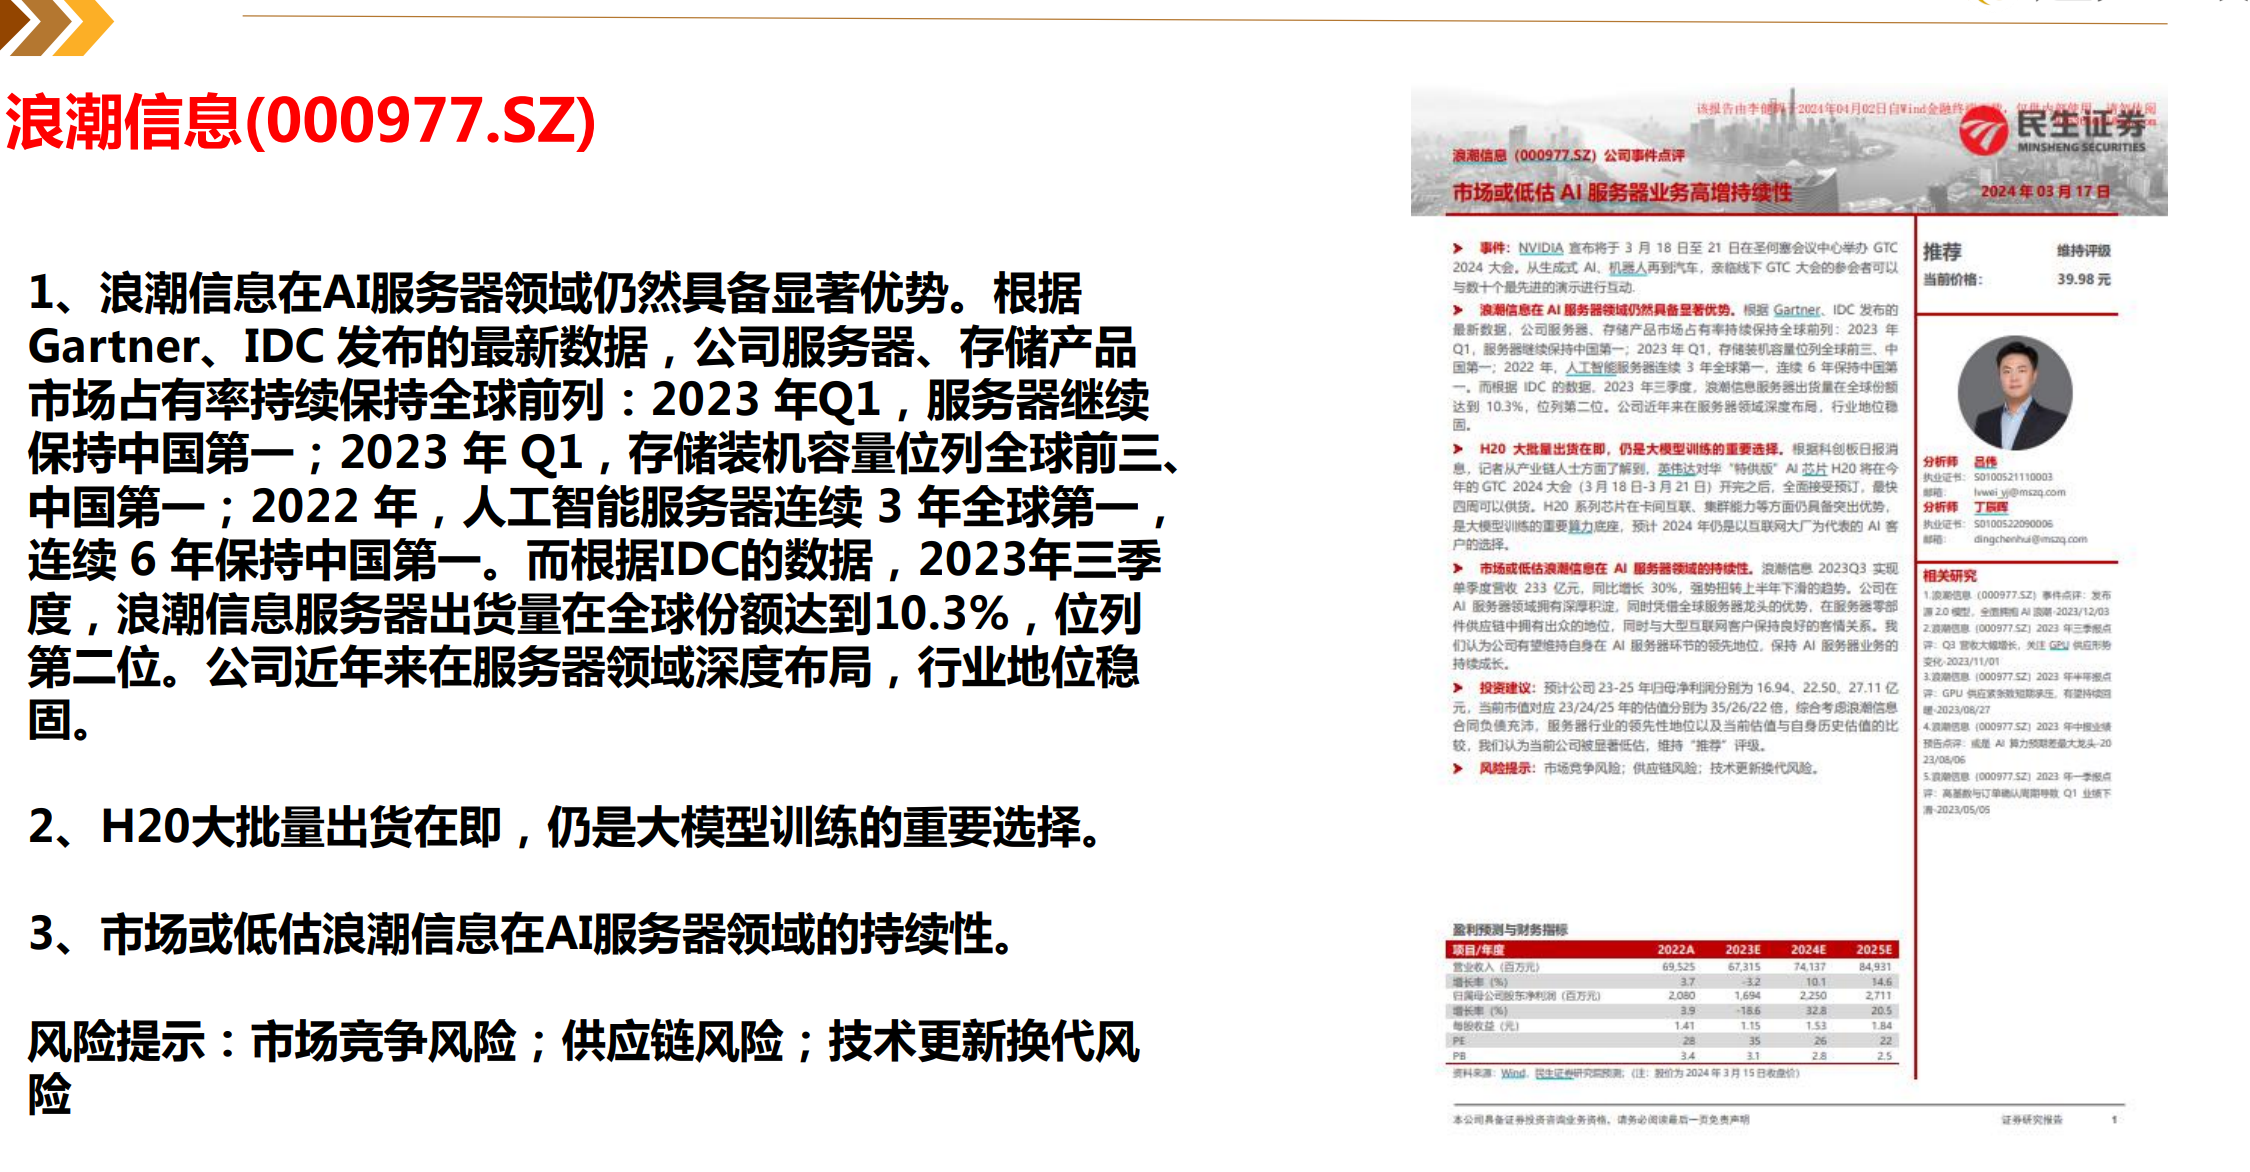 浪潮信息(000977.SZ)
1、浪潮信息在AI服务器领域仍然具备显著优势。根据
Gartner、IDC 发布的最新数据，公司服务器、存储产品
市场占有率持续保持全球前列：2023 年Q1，服务器继续
保持中国第一；2023 年 Q1，存储装机容量位列全球前三、
中国第一；2022 年，人工智能服务器连续 3 年全球第一，
连续 6 年保持中国第一。而根据IDC的数据，2023年三季
度，浪潮信息服务器出货量在全球份额达到10.3%，位列
第二位。公司近年来在服务器领域深度布局，行业地位稳
固。
2、H20大批量出货在即，仍是大模型训练的重要选择。
3、市场或低估浪潮信息在AI服务器领域的持续性。
风险提示：市场竞争风险；供应链风险；技术更新换代风
险
民生证券
MINSHENG SECURITIES
浪潮信息（000977.SZ）公司事件点评
市场或低估 AI 服务器业务高增持续性
2024 年 03 月 17 日
➤ 事件：NVIDIA 宣布将于 3 月 18 日至 21 日在圣何塞会议中心举办 GTC
2024 大会。从生成式 AI、机器人再到汽车，亲临线下 GTC 大会的参会者可以
与数十个最先进的演示进行互动.
➤ 浪潮信息在 AI 服务器领域仍然具备显著优势。根据 Gartner、IDC 发布的
最新数据，公司服务器、存储产品市场占有率持续保持全球前列：2023 年
Q1，服务器继续保持中国第一；2023 年 Q1，存储装机容量位列全球前三、中
国第一；2022 年，人工智能服务器连续 3 年全球第一，连续 6 年保持中国第
一。而根据 IDC 的数据，2023 年三季度，浪潮信息服务器出货量在全球份额
达到 10.3%，位列第二位。公司近年来在服务器领域深度布局，行业地位稳
固。
➤ H20 大批量出货在即，仍是大模型训练的重要选择。根据科创板日报消
息，记者从产业链人士方面了解到，英伟达对华“特供版”AI 芯片 H20 将在今
年的 GTC 2024 大会（3 月 18 日-3 月 21 日）开完之后，全面接受预订，最快
四周可以供货。H20 系列芯片在卡间互联、集群能力等方面仍具备突出优势，
是大模型训练的重要算力底座，预计 2024 年仍是以互联网大厂为代表的 AI 客
户的选择。
➤ 市场或低估浪潮信息在 AI 服务器领域的持续性。浪潮信息 2023Q3 实现
单季度营收 233 亿元，同比增长 30%，强势扭转上半年下滑的趋势。公司在
AI 服务器领域拥有深厚积淀，同时凭借全球服务器龙头的优势，在服务器零部
件供应链中拥有出众的地位，同时与大型互联网客户保持良好的客情关系。我
们认为公司有望维持自身在 AI 服务器环节的领先地位，保持 AI 服务器业务的
持续成长。
➤ 投资建议：预计公司 23-25 年归母净利润分别为 16.94、22.50、27.11 亿
元，当前市值对应 23/24/25 年的估值分别为 35/26/22 倍，综合考虑浪潮信息
合同负债充沛，服务器行业的领先性地位以及当前估值与自身历史估值的比
较，我们认为当前公司被显著低估，维持“推荐”评级。
➤ 风险提示：市场竞争风险；供应链风险；技术更新换代风险。
盈利预测与财务指标
项目/年度 2022A 2023E 2024E 2025E
营业收入（百万元） 69,525 67,315 74,137 84,931
增长率（%） 3.7 -3.2 10.1 14.6
归属母公司股东净利润（百万元） 2,080 1,694 2,250 2,711
增长率（%） 3.9 -18.6 32.8 20.5
每股收益（元） 1.41 1.15 1.53 1.84
PE 28 35 26 22
PB 3.4 3.1 2.8 2.5
资料来源：Wind，民生证券研究院预测；（注：股价为 2024 年 3 月 15 日收盘价）
推荐 维持评级
当前价格： 39.98 元
分析师 吕伟
执业证书： S0100521110003
邮箱： lvwei_yj@mszq.com
分析师 丁辰晖
执业证书： S0100522090006
邮箱： dingchenhui@mszq.com
相关研究
1.浪潮信息（000977.SZ）事件点评：发布
源 2.0 模型，全面拥抱 AI 浪潮-2023/12/03
2.浪潮信息（000977.SZ）2023 年三季报点
评：Q3 营收大幅增长，关注 GPU 供应形势
变化-2023/11/01
3.浪潮信息（000977.SZ）2023 年半年报点
评：GPU 供应紧张致短期承压，有望持续回
暖-2023/08/27
4.浪潮信息（000977.SZ）2023 年中报业绩
预告点评：或是 AI 算力预期差最大龙头-20
23/08/06
5.浪潮信息（000977.SZ）2023 年一季报点
评：高基数与订单确认周期导致 Q1 业绩下
滑-2023/05/05
本公司具备证券投资咨询业务资格，请务必阅读最后一页免责声明
证券研究报告 1